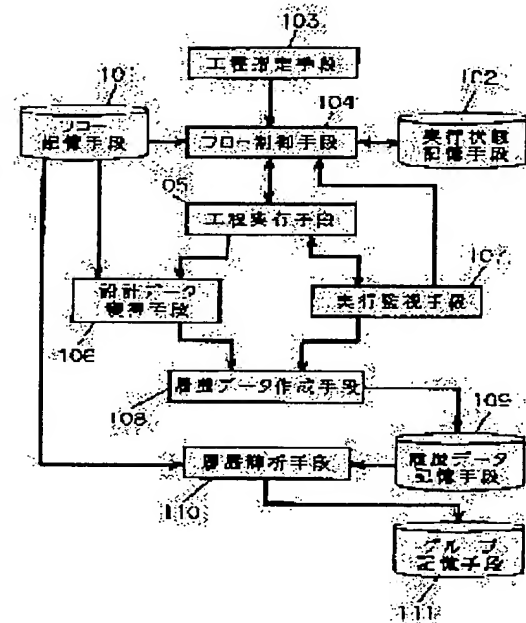 103
工程指定手段
104
101
フロー
記憶手段
フロー制御手段
102
実行状態
記憶手段
105
工程実行手段
107
設計データ
獲得手段
106
実行監視手段
履歴データ作成手段
108
109
履歴データ
記憶手段
履歴解析手段
110
グループ
記憶手段
111